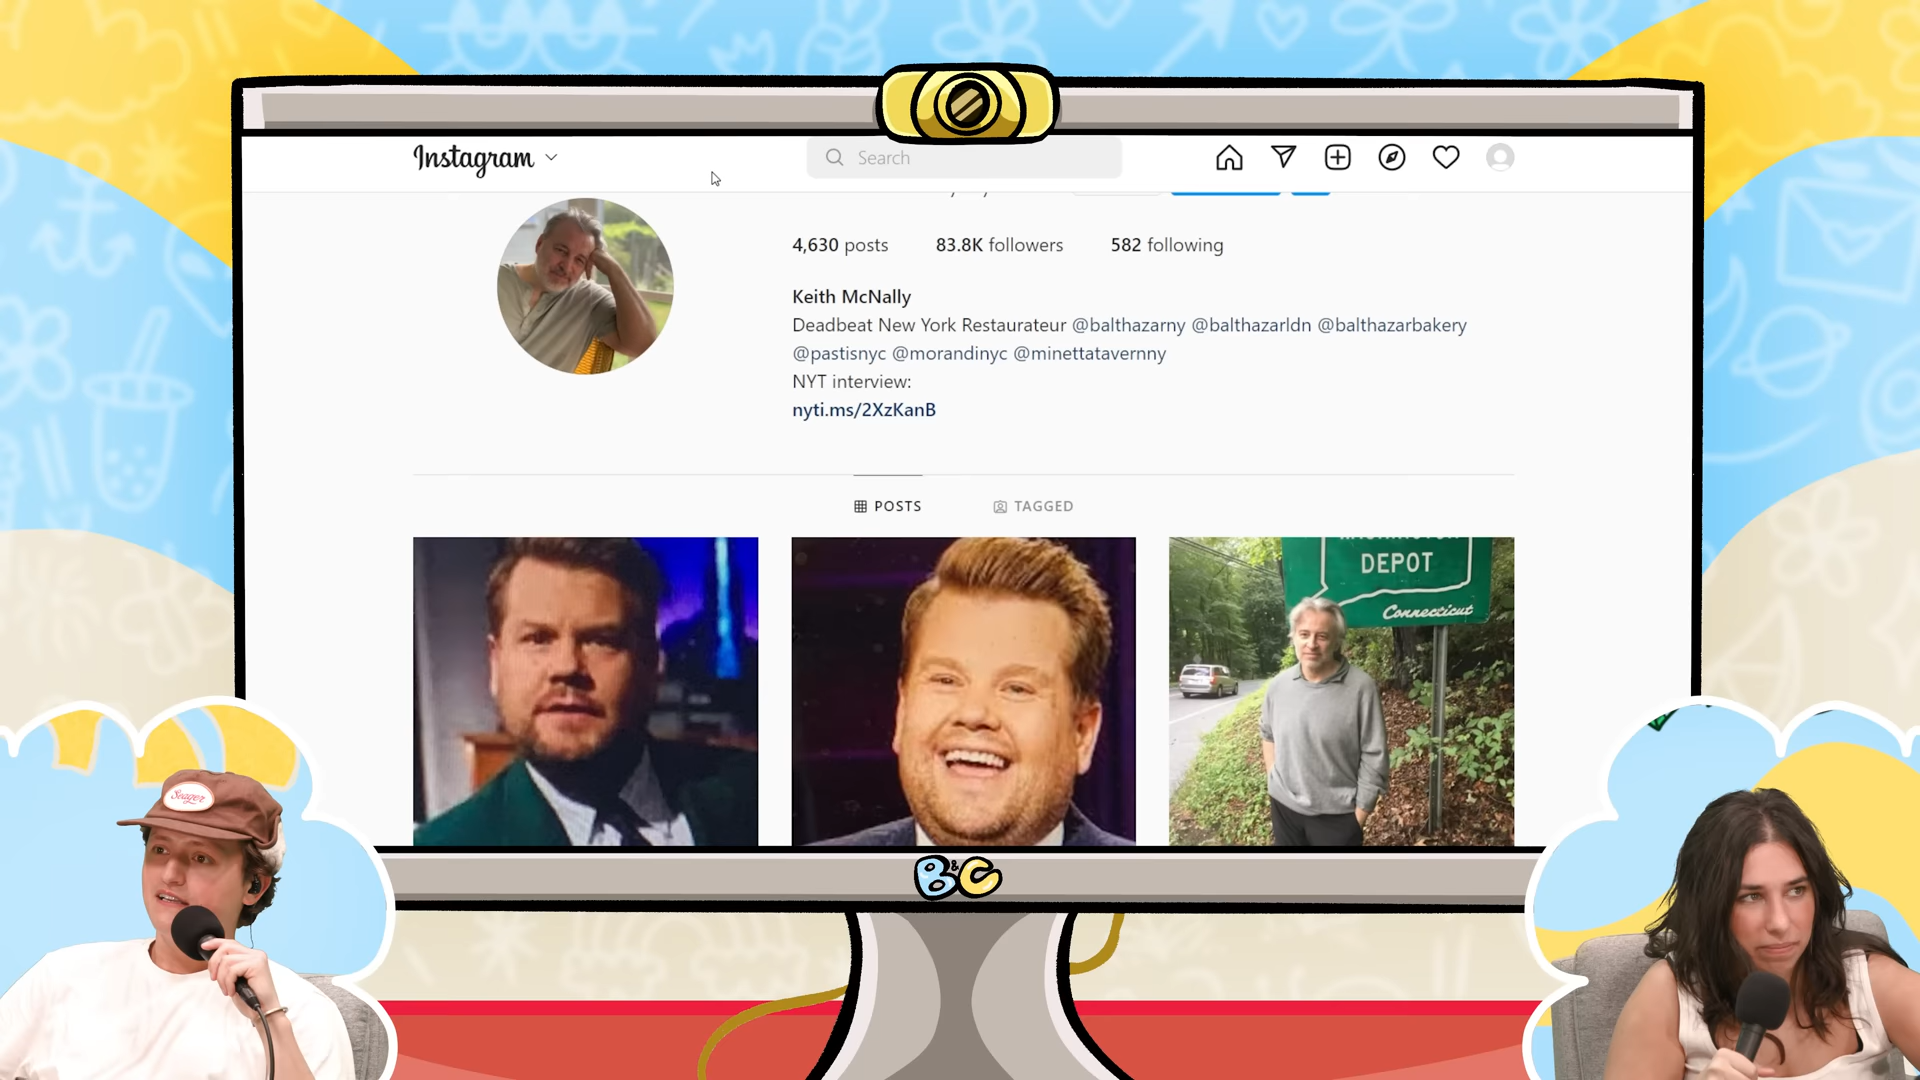 Instagram
Search
4,630 posts 83.8K followers 582 following
Keith McNally
Deadbeat New York Restaurateur @balthazarny @balthazarldn @balthazarbakery
@pastisnyc @morandinyc @minettatavernny
NYT interview:
nyti.ms/2XzKanB
POSTS TAGGED
DEPOT
Connecticut
Seager
B&C